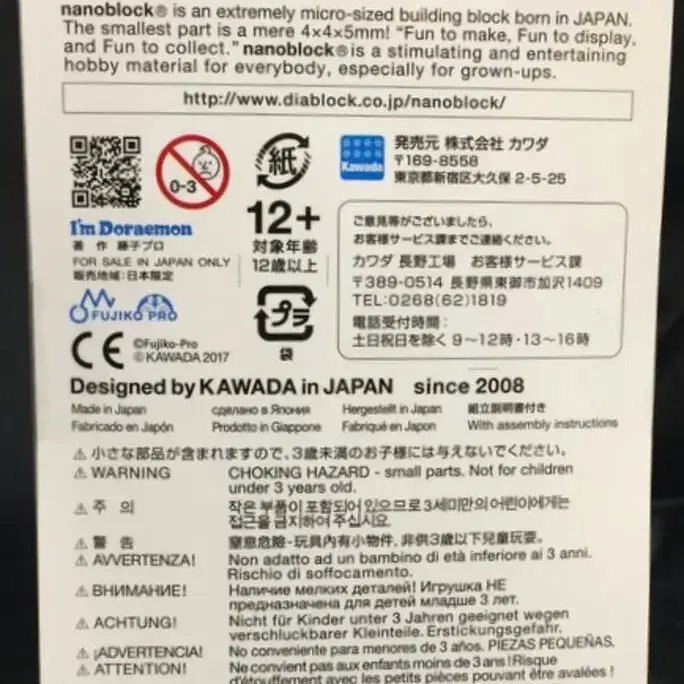 nanoblock® is an extremely micro-sized building block born in JAPAN.
The smallest part is a mere 4×4×5mm! “Fun to make, Fun to display,
and Fun to collect.” nanoblock® is a stimulating and entertaining
hobby material for everybody, especially for grown-ups.
http://www.diablock.co.jp/nanoblock/
0-3
紙
Kawada
発売元 株式会社 カワダ
〒169-8558
東京都新宿区大久保 2-5-25
I'm Doraemon
著 作 藤子プロ
FOR SALE IN JAPAN ONLY
販売地域:日本限定
FUJIKO PRO
12+
対象年齢
12歳以上
プラ
袋
ご意見等がございましたら、
お客様サービス課までご連絡ください。
カワダ 長野工場 お客様サービス課
〒389-0514 長野県東御市加沢1409
TEL:0268(62)1819
電話受付時間:
土日祝日を除く 9~12時・13~16時
CE
©Fujiko-Pro
©KAWADA 2017
Designed by KAWADA in JAPAN since 2008
Made in Japan сделано в Японии Hergestellt in Japan 組立説明書付き
Fabricado en Japón Prodotto in Giappone Fabriqué en Japon With assembly instructions
⚠小さな部品が含まれますので、3歳未満のお子様には与えないでください。
⚠WARNING CHOKING HAZARD - small parts. Not for children
under 3 years old.
⚠주 의 작은 부품이 포함되어 있으므로 3세미만의 어린이에게는
접근을 금지하여 주십시요.
⚠警 告 窒息危險-玩具內有小物件, 非供3歲以下兒童玩耍。
⚠AVVERTENZA! Non adatto ad un bambino di età inferiore ai 3 anni.
Rischio di soffocamento.
⚠ВНИМАНИЕ! Наличие мелких деталей! Игрушка НЕ
предназначена для детей младше 3 лет.
⚠ACHTUNG! Nicht für Kinder unter 3 Jahren geeignet wegen
verschluckbarer Kleinteile. Erstickungsgefahr.
⚠¡ADVERTENCIA! No conveniente para menores de 3 años. PIEZAS PEQUEÑAS.
⚠ATTENTION! Ne convient pas aux enfants moins de 3 ans! Risque
d'étouffement avec les petits pièces pouvant être avalées!